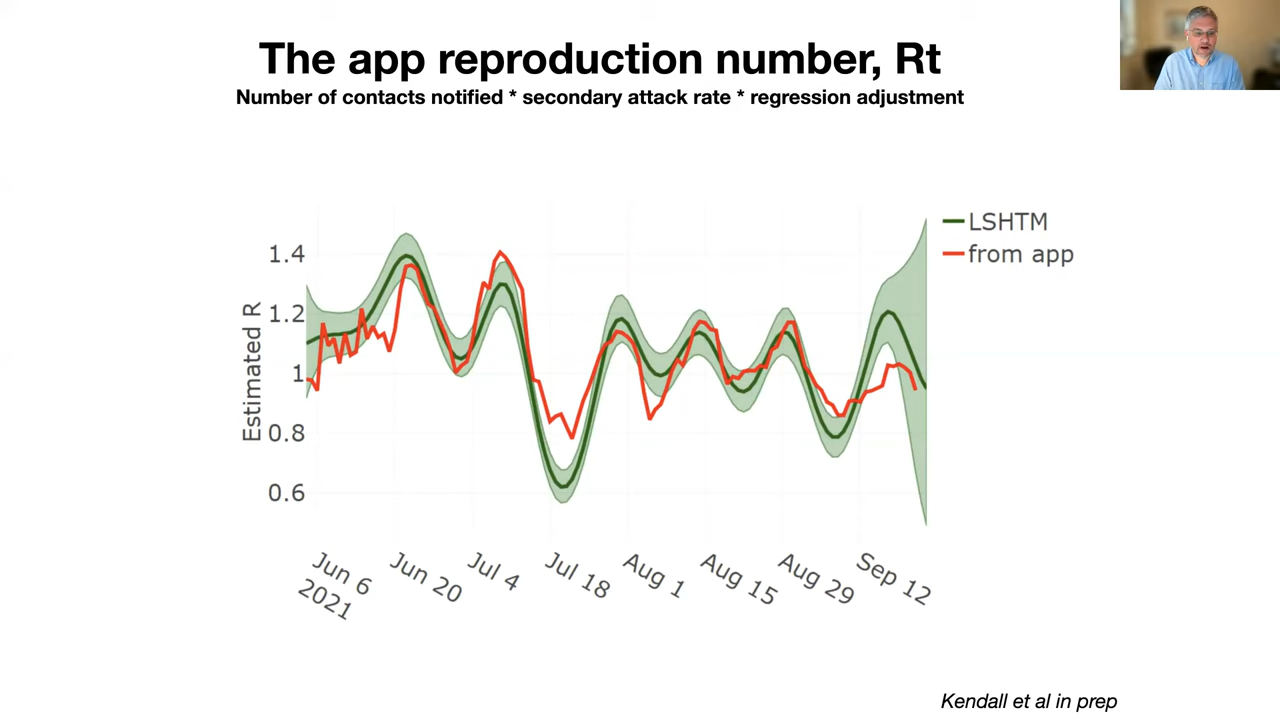 The app reproduction number, Rt
Number of contacts notified * secondary attack rate * regression adjustment
LSHTM
from app
Estimated R
1.4
1.2
1
0.8
0.6
Jun 6
2021
Jun 20
Jul 4
Jul 18
Aug 1
Aug 15
Aug 29
Sep 12
Kendall et al in prep